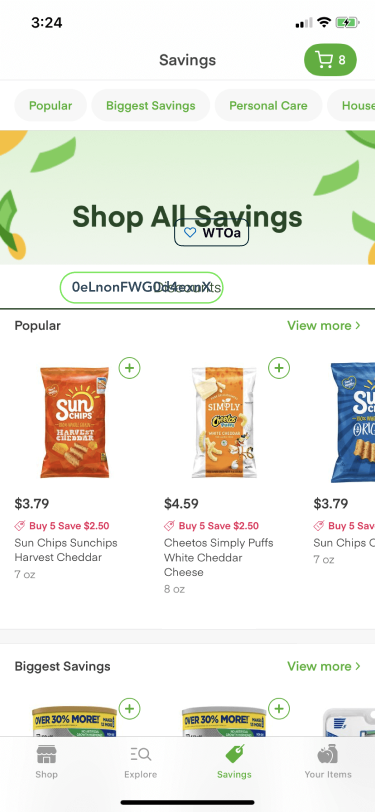 3:24
Savings
8
Popular
Biggest Savings
Personal Care
House
Shop All Savings
WTOa
Discounts
Popular
View more >
SUN CHIPS
HARVEST CHEDDAR
SIMPLY
Cheetos
WHITE CHEDDAR
$3.79
$4.59
$3.79
Buy 5 Save $2.50
Buy 5 Save $2.50
Buy 5 Sav
Sun Chips Sunchips
Harvest Cheddar
7 oz
Cheetos Simply Puffs
White Cheddar
Cheese
8 oz
Sun Chips C
7 oz
Biggest Savings
View more >
OVER 30% MORE!
OVER 30% MORE!
Shop
Explore
Savings
Your Items